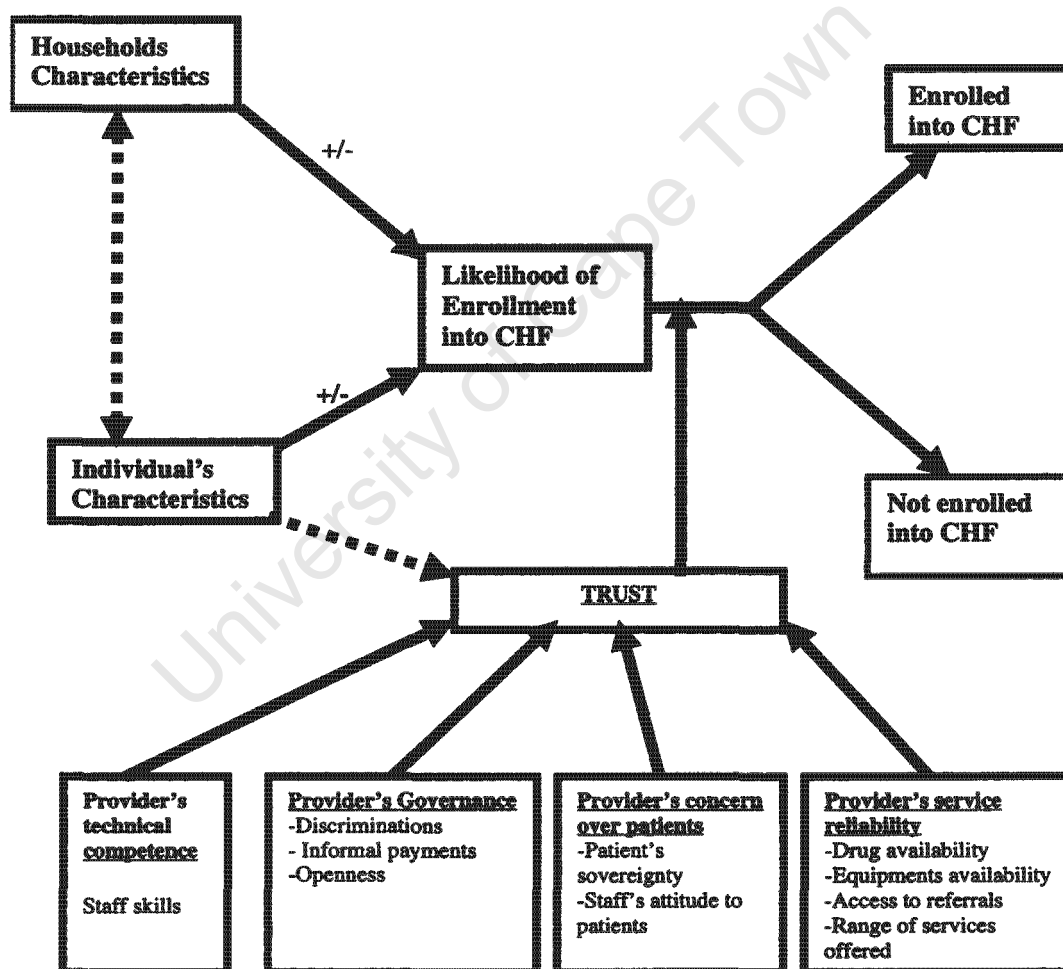 Households
Characteristics
Enrolled
into CHF
+/-
Likelihood of
Enrollment
into CHF
+/-
Individual's
Characteristics
Not enrolled
into CHF
TRUST
Provider's
technical
competence
Staff skills
Provider's Governance
-Discriminations
- Informal payments
-Openness
Provider's concern
over patients
-Patient's
sovereignty
-Staff's attitude to
patients
Provider's service
reliability
-Drug availability
-Equipments availability
-Access to referrals
-Range of services
offered
University of Cape Town